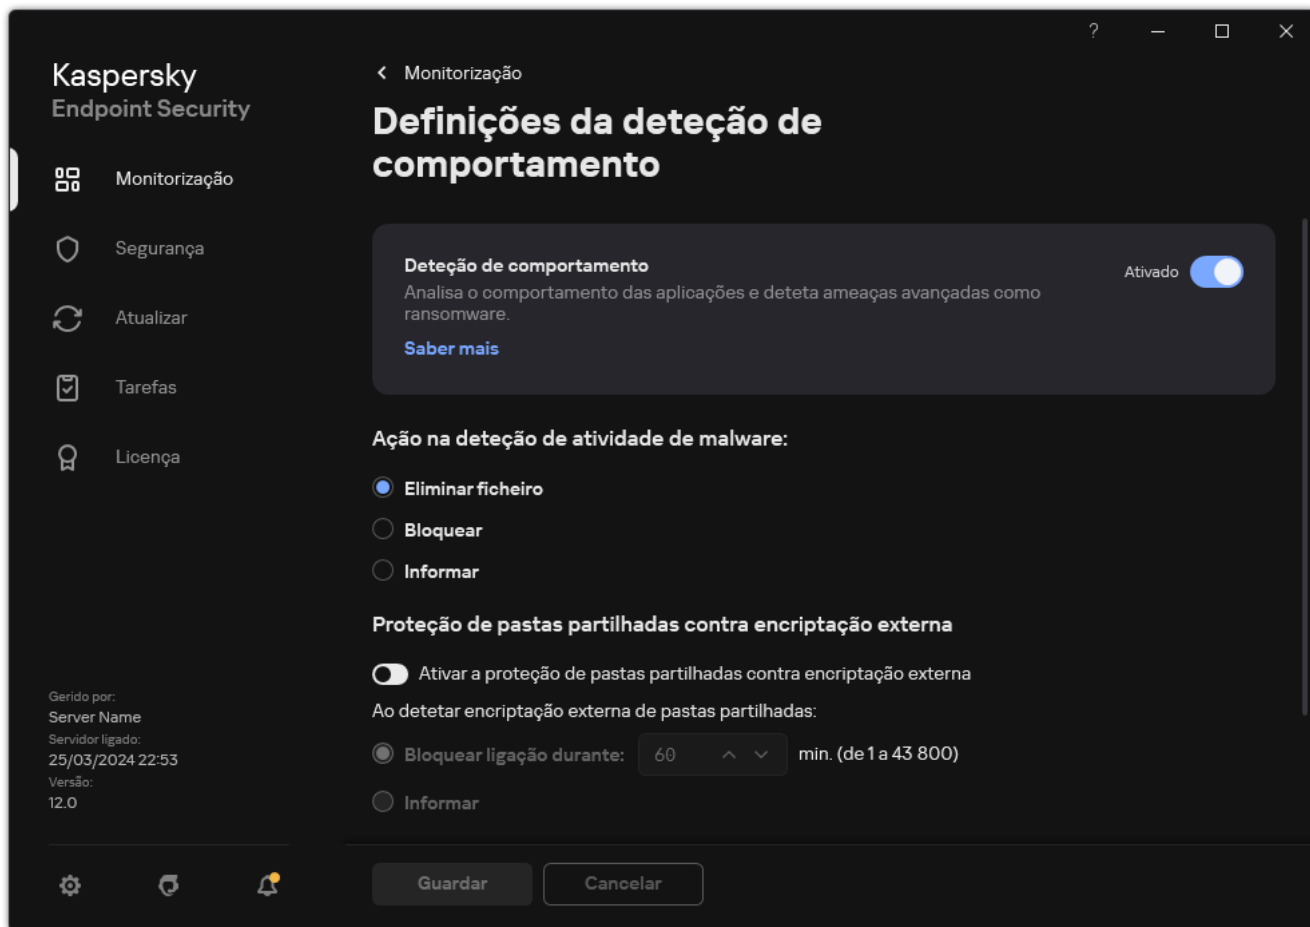 ?
Kaspersky
Endpoint Security
Monitorização
Segurança
Atualizar
Tarefas
Licença
Gerido por:
Server Name
Servidor ligado:
25/03/2024 22:53
Versão:
12.0
Monitorização
Definições da deteção de
comportamento
Deteção de comportamento
Ativado
Analisa o comportamento das aplicações e deteta ameaças avançadas como
ransomware.
Saber mais
Ação na deteção de atividade de malware:
Eliminar ficheiro
Bloquear
Informar
Proteção de pastas partilhadas contra encriptação externa
Ativar a proteção de pastas partilhadas contra encriptação externa
Ao detetar encriptação externa de pastas partilhadas:
Bloquear ligação durante: 60 min. (de 1 a 43 800)
Informar
Guardar Cancelar